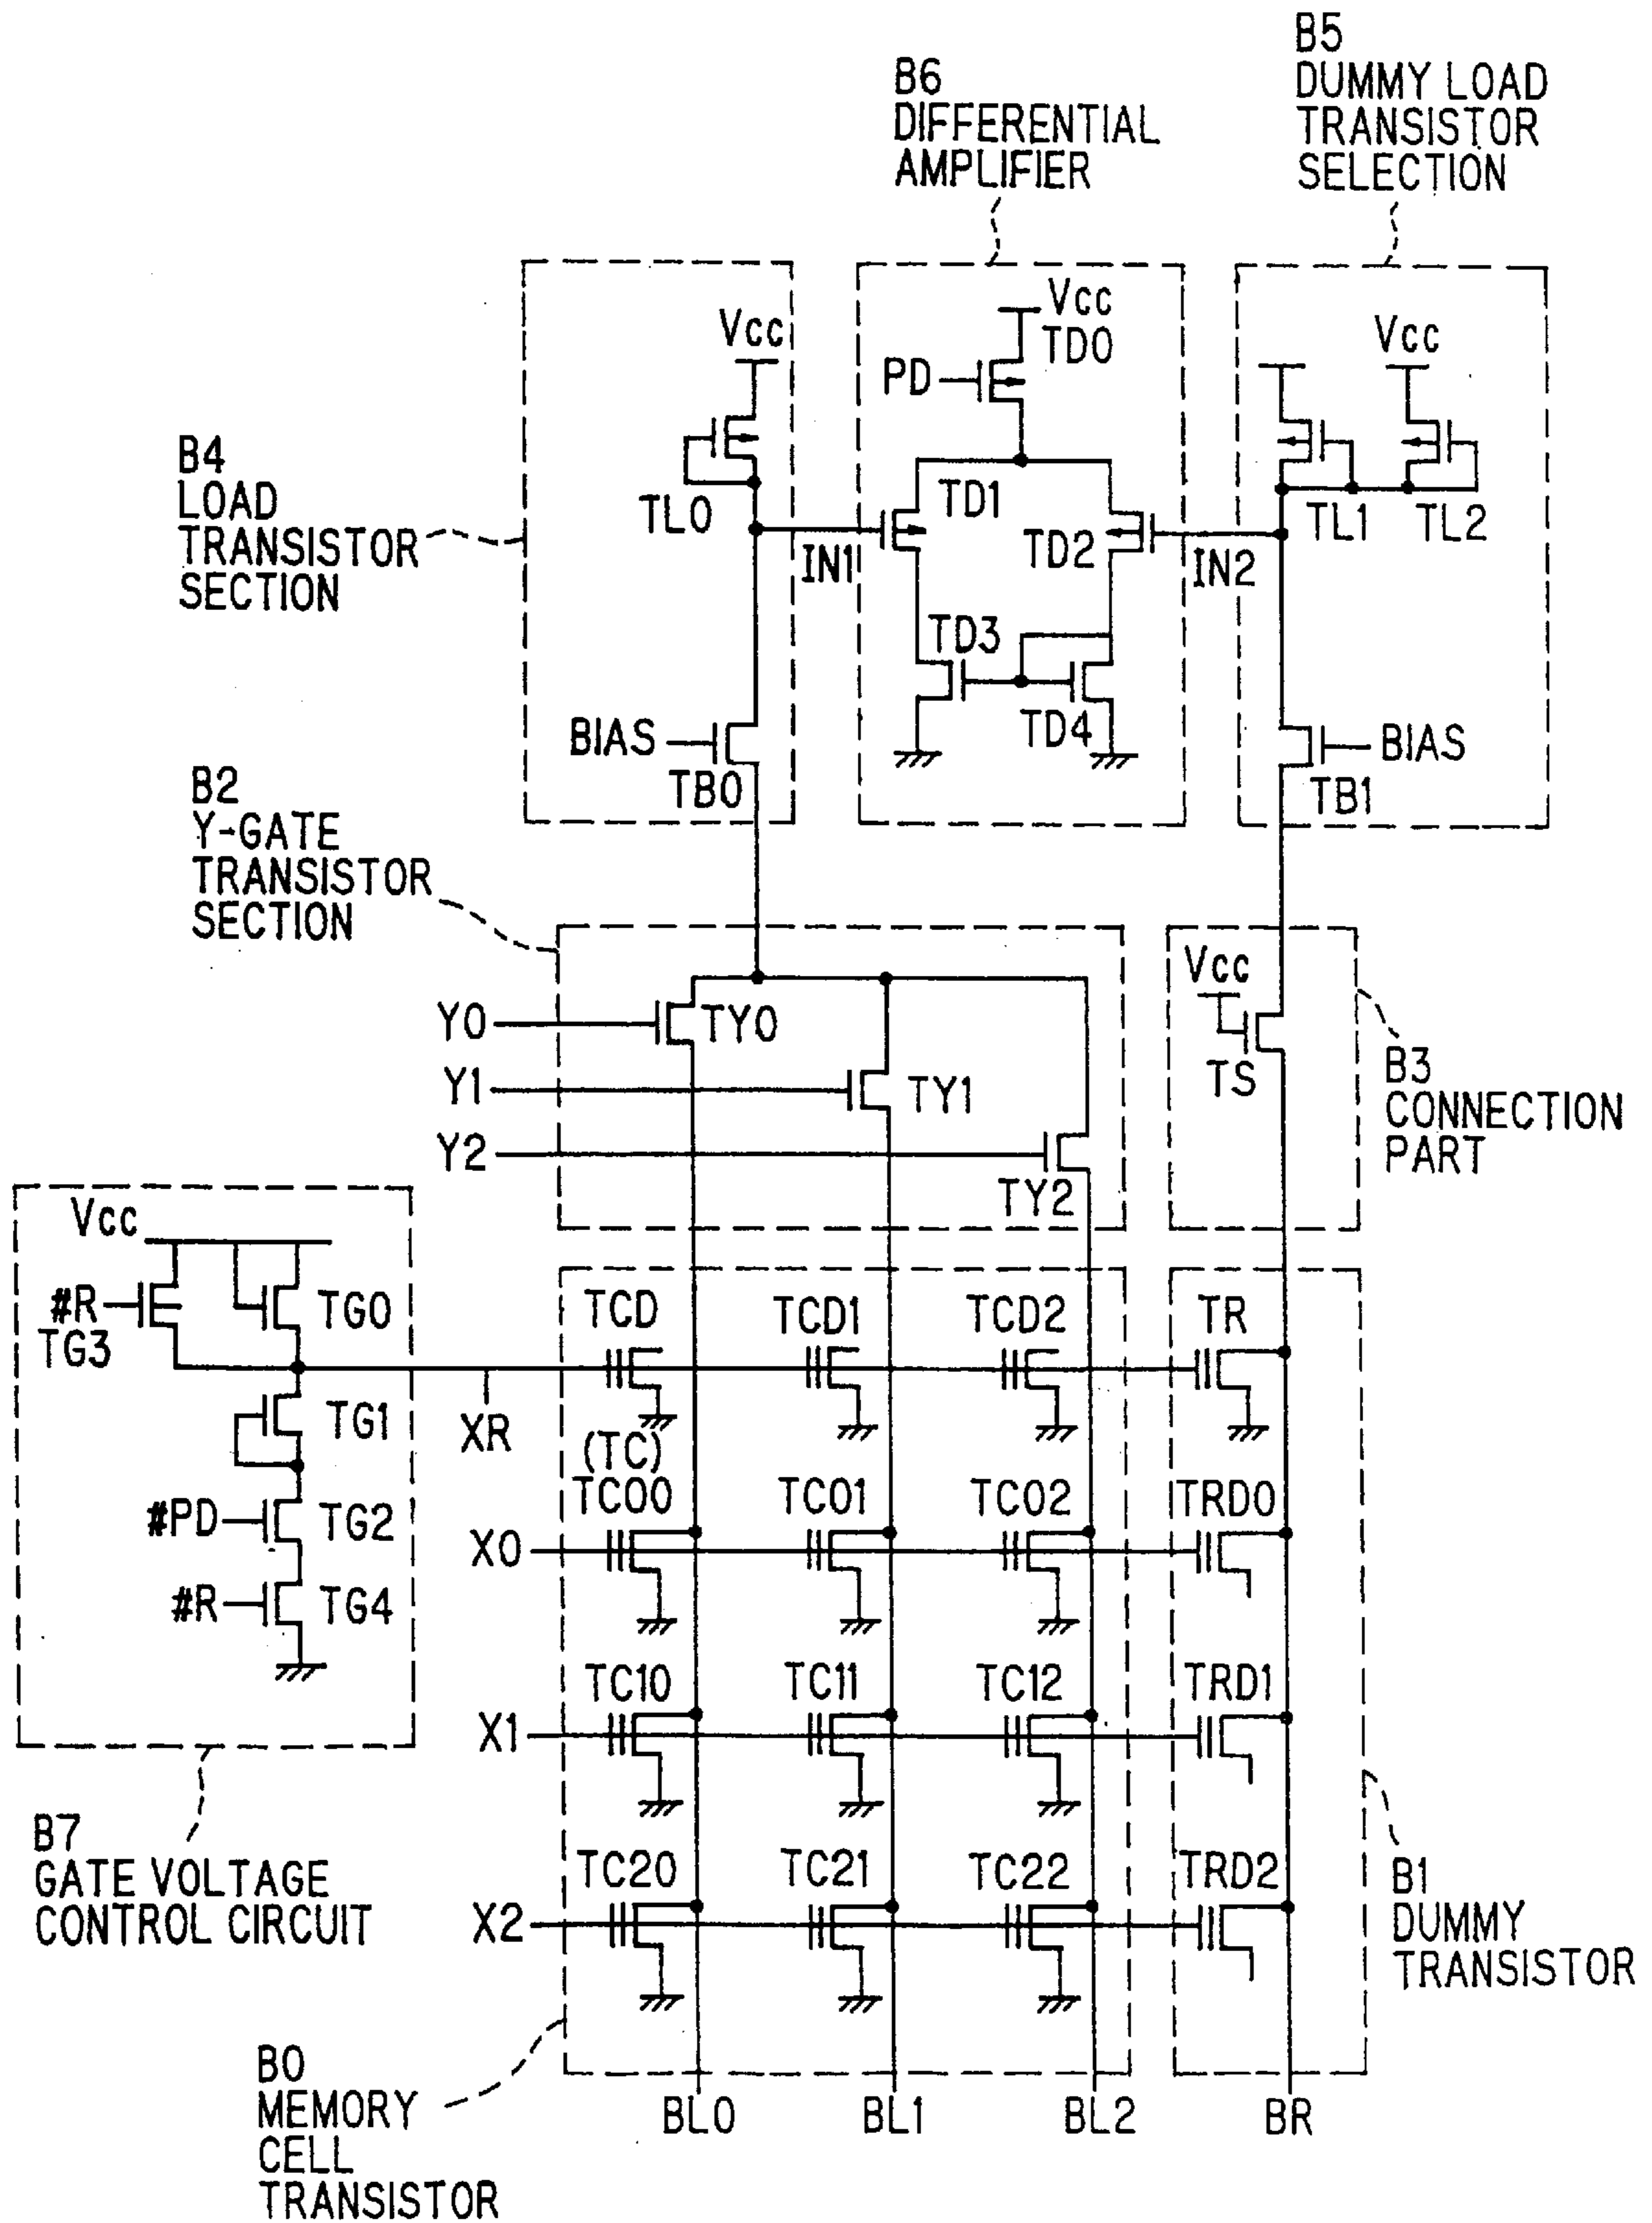 B5
DUMMY LOAD
TRANSISTOR
SELECTION
B6
DIFFERENTIAL
AMPLIFIER
Vcc
Vcc
TD0
Vcc
PD
B4
LOAD
TRANSISTOR
SECTION
TL0
TD1
TL1
TL2
IN1
TD2
IN2
TD3
BIAS
TB0
TD4
BIAS
TB1
B2
Y-GATE
TRANSISTOR
SECTION
Vcc
Y0
TY0
Y1
TY1
TS
B3
CONNECTION
PART
Y2
TY2
Vcc
#R
TG3
TG0
TCD
TCD1
TCD2
TR
TG1
XR
(TC)
TC00
TC01
TC02
TRD0
#PD
TG2
X0
#R
TG4
TC10
TC11
TC12
TRD1
X1
B7
GATE VOLTAGE
CONTROL CIRCUIT
TC20
TC21
TC22
TRD2
X2
B1
DUMMY
TRANSISTOR
B0
MEMORY
CELL
TRANSISTOR
BL0
BL1
BL2
BR